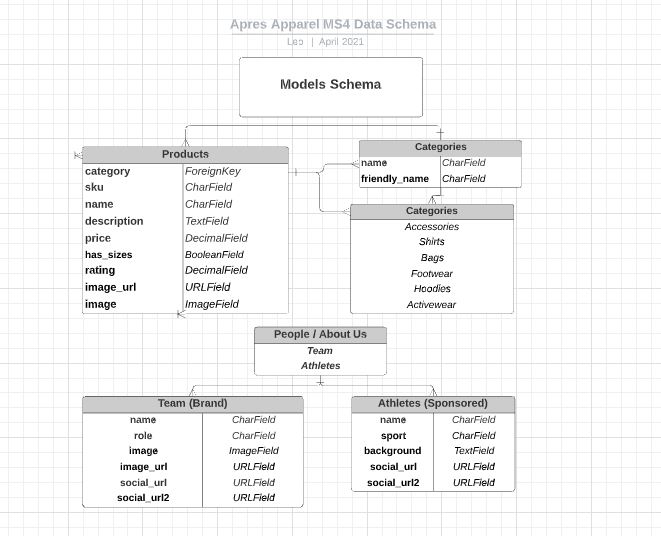 Apres Apparel MS4 Data Schema
Leo | April 2021
Models Schema
Products
category ForeignKey
sku CharField
name CharField
description TextField
price DecimalField
has_sizes BooleanField
rating DecimalField
image_url URLField
image ImageField
Categories
name CharField
friendly_name CharField
Categories
Accessories
Shirts
Bags
Footwear
Hoodies
Activewear
People / About Us
Team
Athletes
Team (Brand)
name CharField
role CharField
image ImageField
image_url URLField
social_url URLField
social_url2 URLField
Athletes (Sponsored)
name CharField
sport CharField
background TextField
social_url URLField
social_url2 URLField